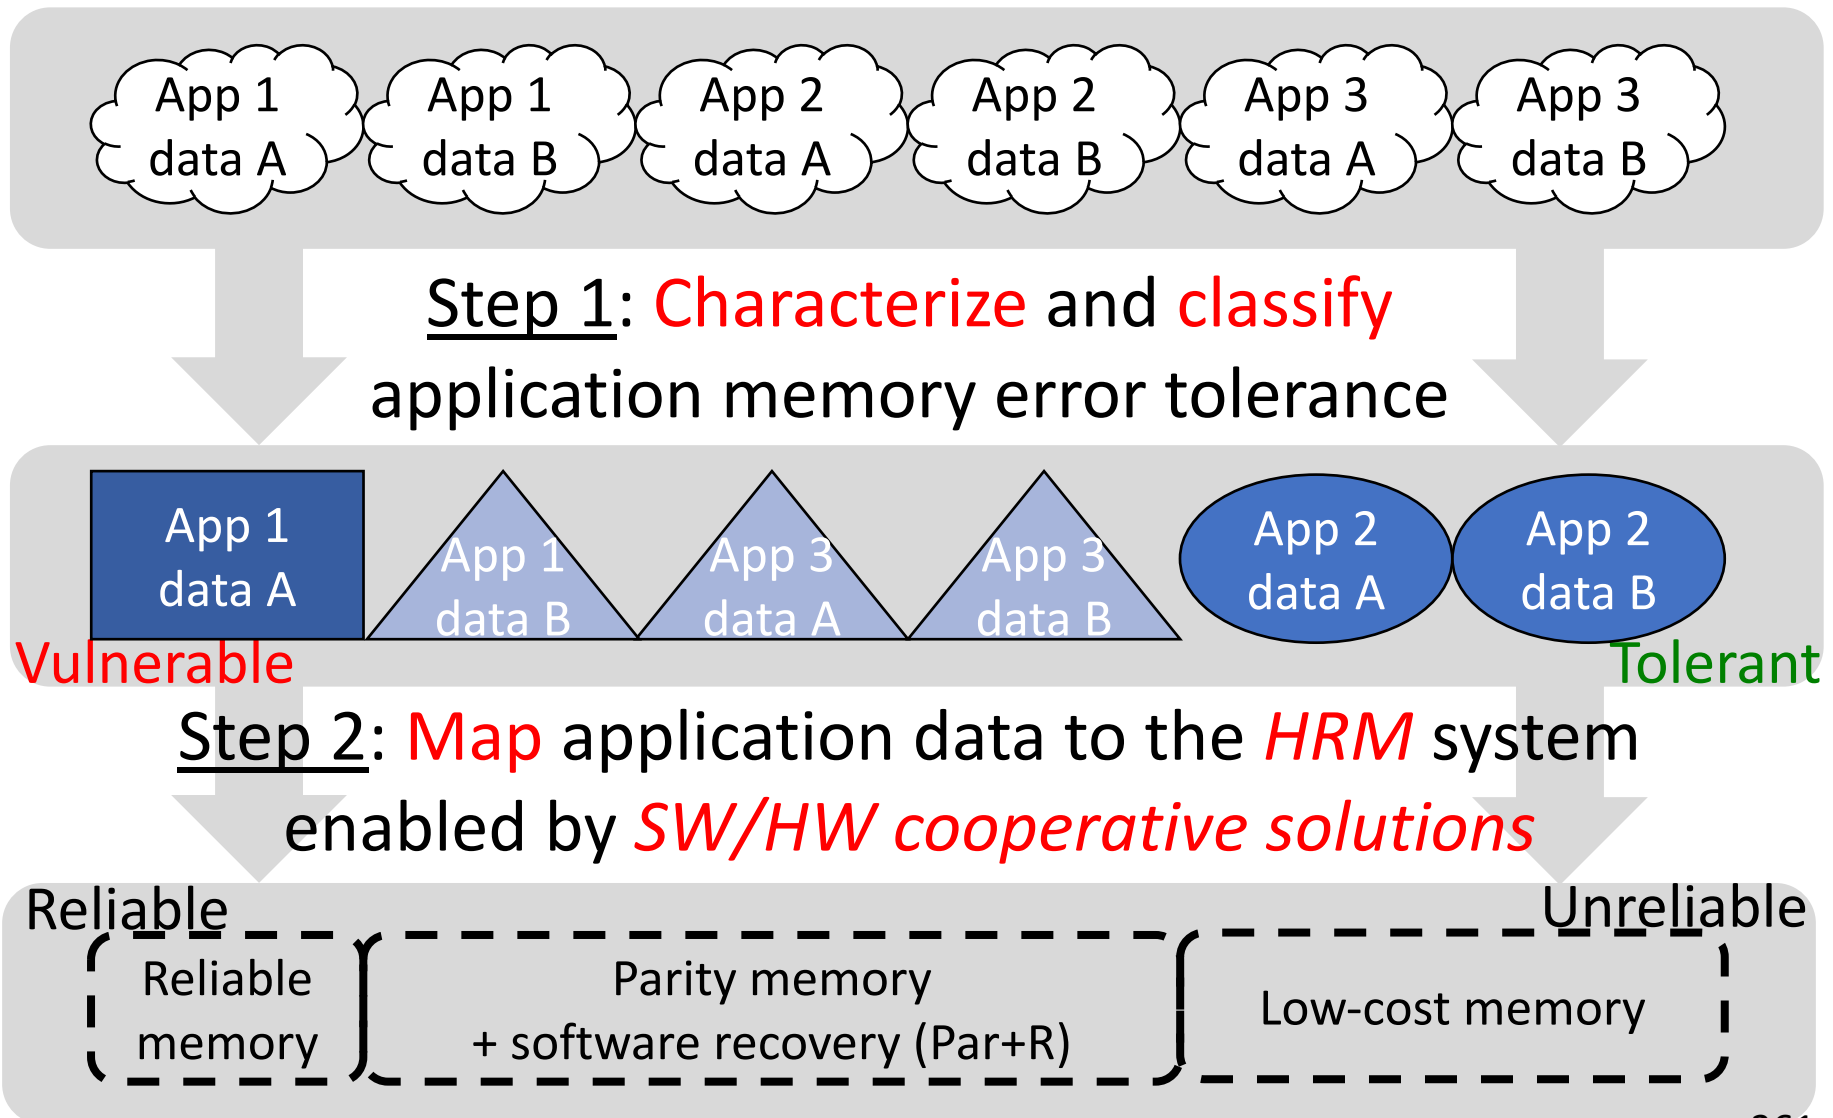 App 1
data A
App 1
data B
App 2
data A
App 2
data B
App 3
data A
App 3
data B
Step 1: Characterize and classify
application memory error tolerance
App 1
data A
App 1
data B
App 3
data A
App 3
data B
App 2
data A
App 2
data B
Vulnerable
Tolerant
Step 2: Map application data to the HRM system
enabled by SW/HW cooperative solutions
Reliable
Unreliable
Reliable
memory
Parity memory
+ software recovery (Par+R)
Low-cost memory